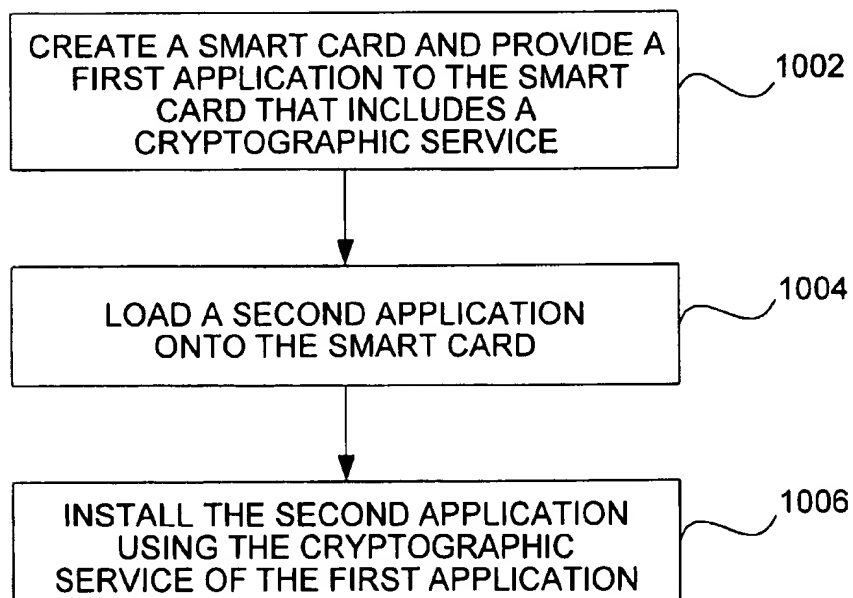 CREATE A SMART CARD AND PROVIDE A
FIRST APPLICATION TO THE SMART
CARD THAT INCLUDES A
CRYPTOGRAPHIC SERVICE
1002
LOAD A SECOND APPLICATION
ONTO THE SMART CARD
1004
INSTALL THE SECOND APPLICATION
USING THE CRYPTOGRAPHIC
SERVICE OF THE FIRST APPLICATION
1006